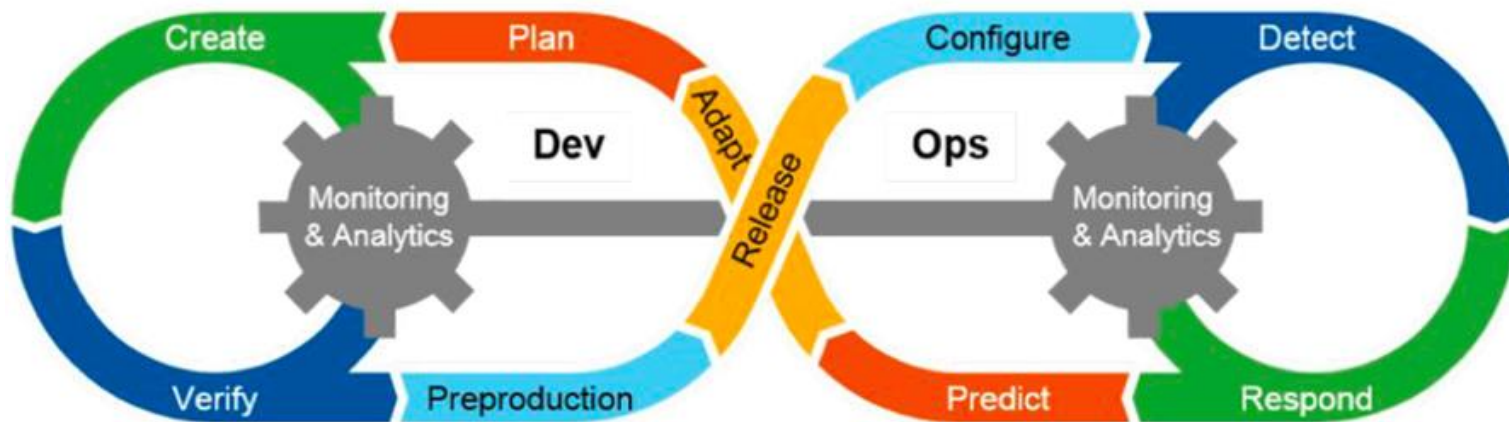 Create
Plan
Configure
Detect
Adapt
Dev
Ops
Release
Monitoring
& Analytics
Monitoring
& Analytics
Verify
Preproduction
Predict
Respond